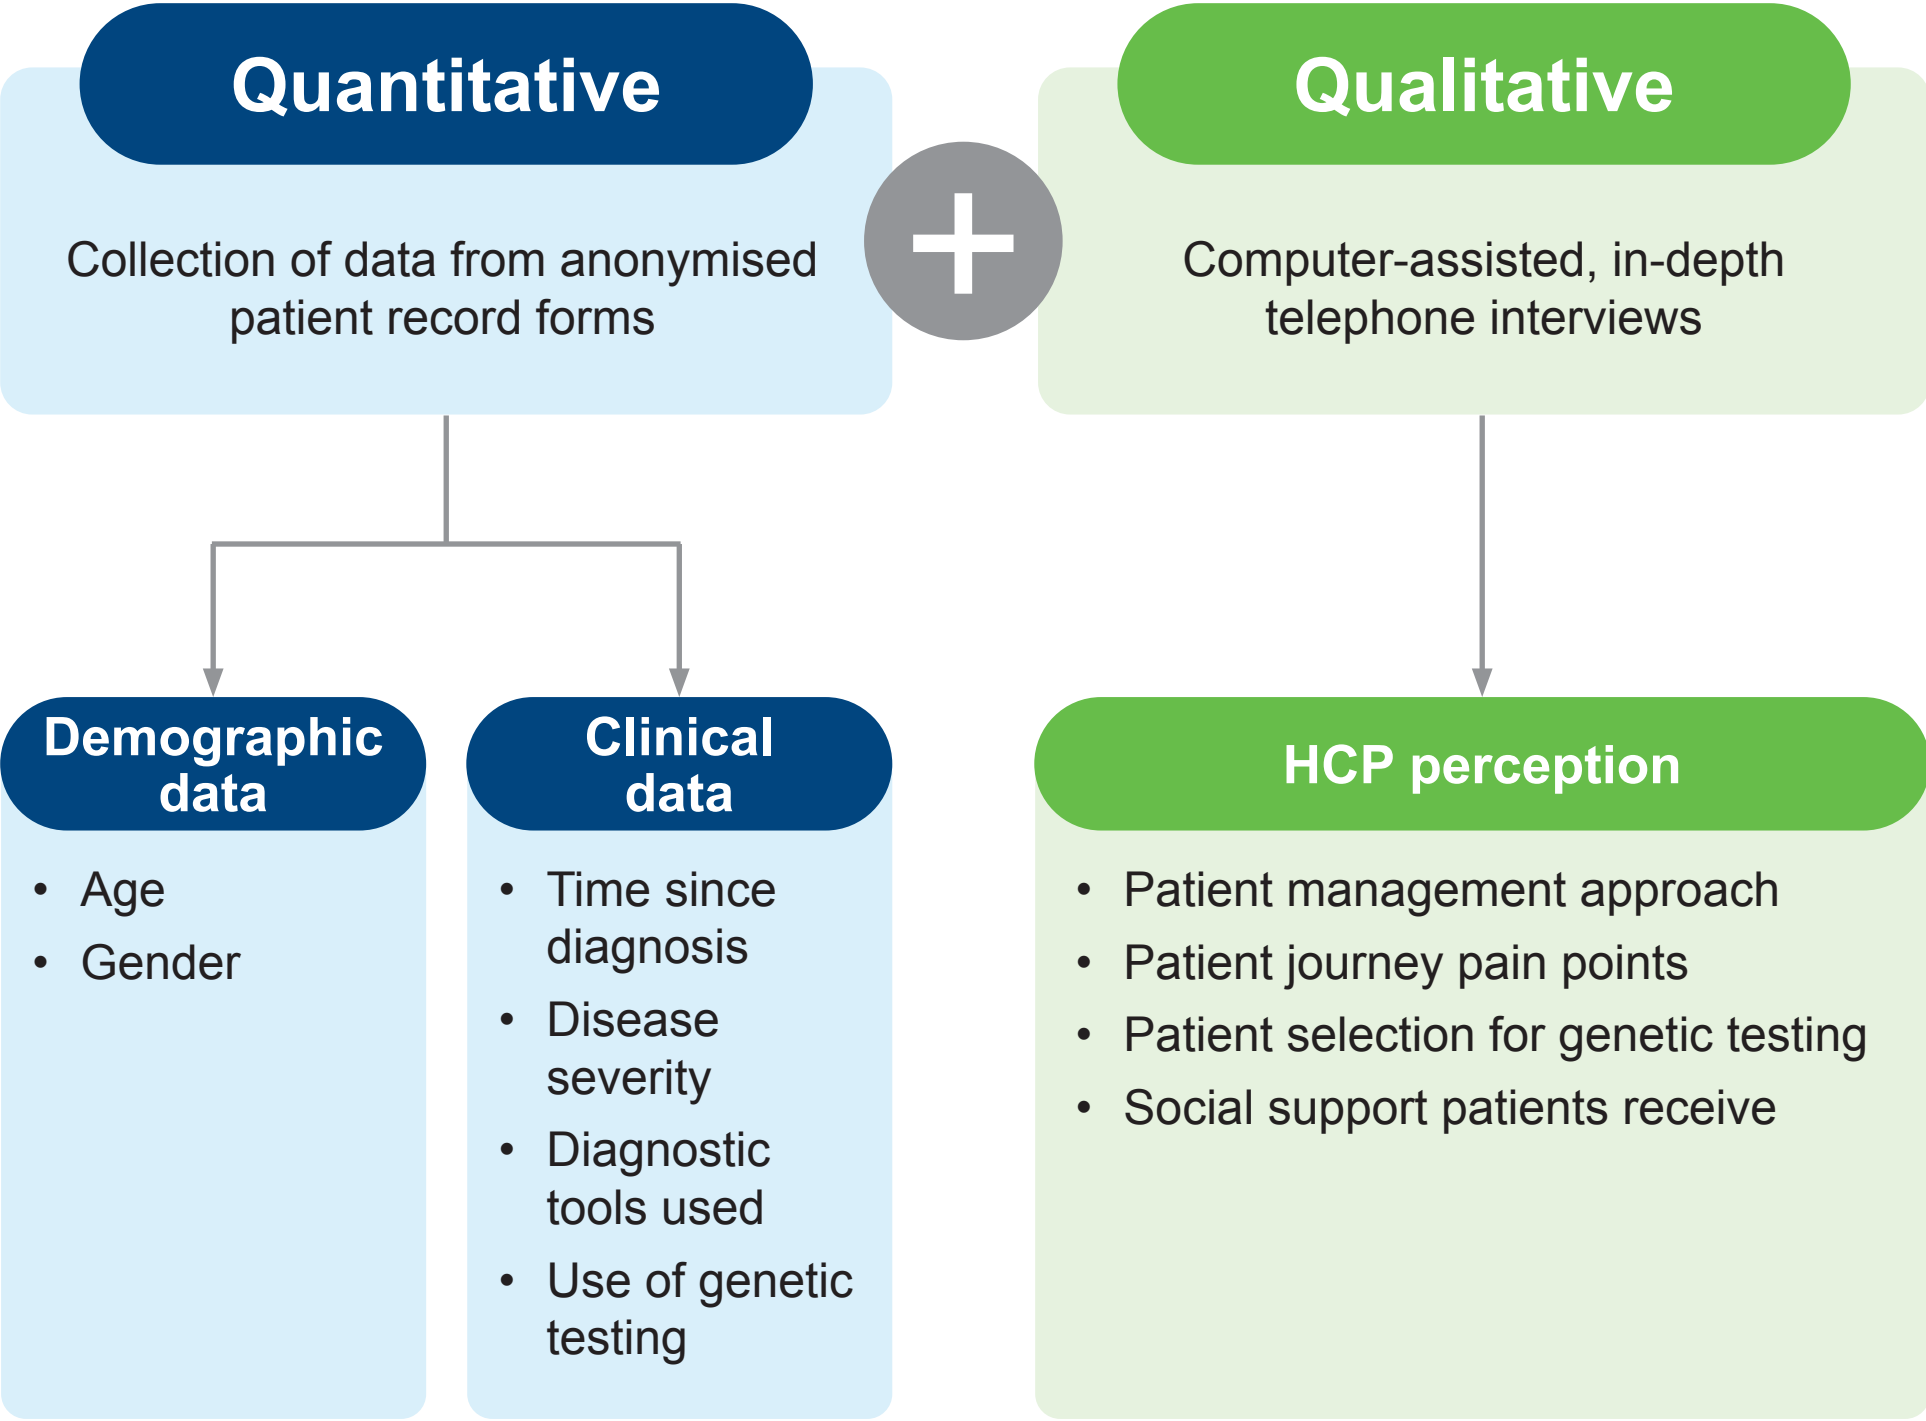 Quantitative
Collection of data from anonymised
patient record forms
+
Qualitative
Computer-assisted, in-depth
telephone interviews
Demographic
data
• Age
• Gender
Clinical
data
• Time since
diagnosis
• Disease
severity
• Diagnostic
tools used
• Use of genetic
testing
HCP perception
• Patient management approach
• Patient journey pain points
• Patient selection for genetic testing
• Social support patients receive